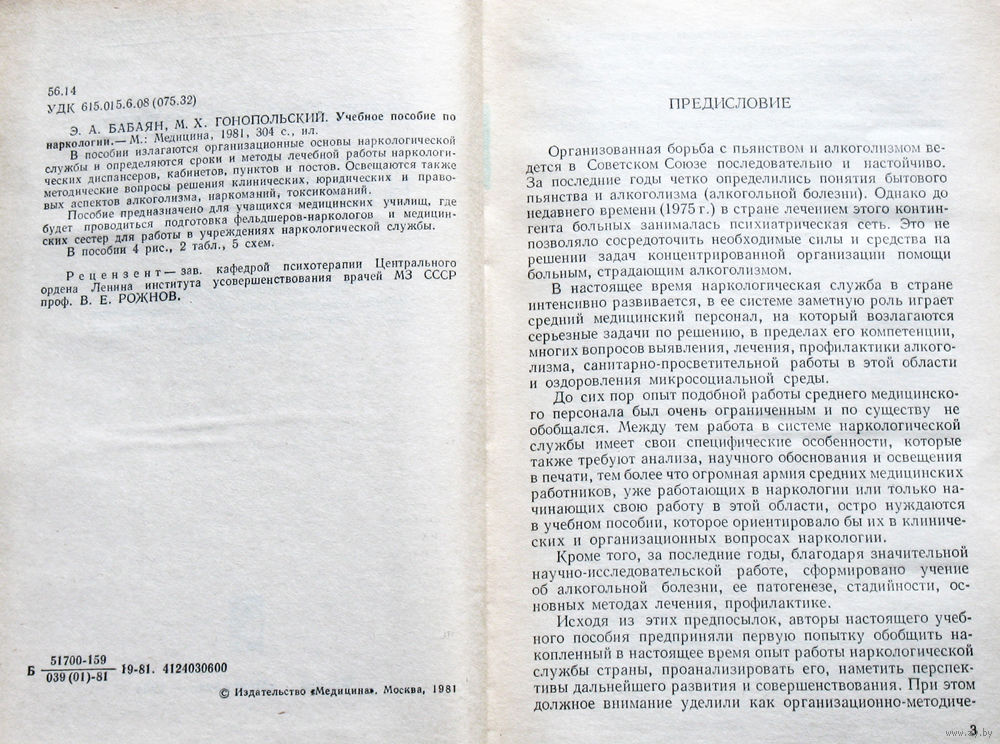 56.14
УДК 615.015.6.08 (075.32)
Э. А. БАБАЯН, М. Х. ГОНОПОЛЬСКИЙ. Учебное пособие по
наркологии.— М.: Медицина, 1981, 304 с., ил.
В пособии излагаются организационные основы наркологической
службы и определяются сроки и методы лечебной работы наркологи-
ческих диспансеров, кабинетов, пунктов и постов. Освещаются также
методические вопросы решения клинических, юридических и право-
вых аспектов алкоголизма, наркоманий, токсикоманий.
Пособие предназначено для учащихся медицинских училищ, где
будет проводиться подготовка фельдшеров-наркологов и медицин-
ских сестер для работы в учреждениях наркологической службы.
В пособии 4 рис., 2 табл., 5 схем.
Рецензент — зав. кафедрой психотерапии Центрального
ордена Ленина института усовершенствования врачей МЗ СССР
проф. В. Е. РОЖНОВ.
Б 51700-159
039 (01)-81 19-81. 4124030600
© Издательство «Медицина». Москва, 1981
ПРЕДИСЛОВИЕ
Организованная борьба с пьянством и алкоголизмом ве-
дется в Советском Союзе последовательно и настойчиво.
За последние годы четко определились понятия бытового
пьянства и алкоголизма (алкогольной болезни). Однако до
недавнего времени (1975 г.) в стране лечением этого контин-
гента больных занималась психиатрическая сеть. Это не
позволяло сосредоточить необходимые силы и средства на
решении задач концентрированной организации помощи
больным, страдающим алкоголизмом.
В настоящее время наркологическая служба в стране
интенсивно развивается, в ее системе заметную роль играет
средний медицинский персонал, на который возлагаются
серьезные задачи по решению, в пределах его компетенции,
многих вопросов выявления, лечения, профилактики алкого-
лизма, санитарно-просветительной работы в этой области
и оздоровления микросоциальной среды.
До сих пор опыт подобной работы среднего медицинско-
го персонала был очень ограниченным и по существу не
обобщался. Между тем работа в системе наркологической
службы имеет свои специфические особенности, которые
также требуют анализа, научного обоснования и освещения
в печати, тем более что огромная армия средних медицинских
работников, уже работающих в наркологии или только на-
чинающих свою работу в этой области, остро нуждаются
в учебном пособии, которое ориентировало бы их в клиниче-
ских и организационных вопросах наркологии.
Кроме того, за последние годы, благодаря значительной
научно-исследовательской работе, сформировано учение
об алкогольной болезни, ее патогенезе, стадийности, ос-
новных методах лечения, профилактике.
Исходя из этих предпосылок, авторы настоящего учеб-
ного пособия предприняли первую попытку обобщить на-
копленный в настоящее время опыт работы наркологической
службы страны, проанализировать его, наметить перспек-
тивы дальнейшего развития и совершенствования. При этом
должное внимание уделили как организационно-методиче-
3
www.ay.by